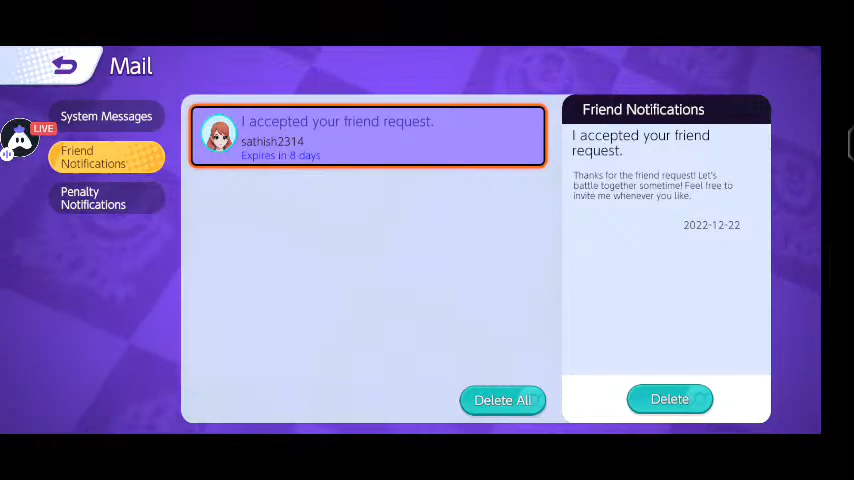 Mail
LIVE
System Messages
Friend
Notifications
Penalty
Notifications
I accepted your friend request.
sathish2314
Expires in 8 days
Delete All
Friend Notifications
I accepted your friend
request.
Thanks for the friend request! Let's
battle together sometime! Feel free to
invite me whenever you like.
2022-12-22
Delete